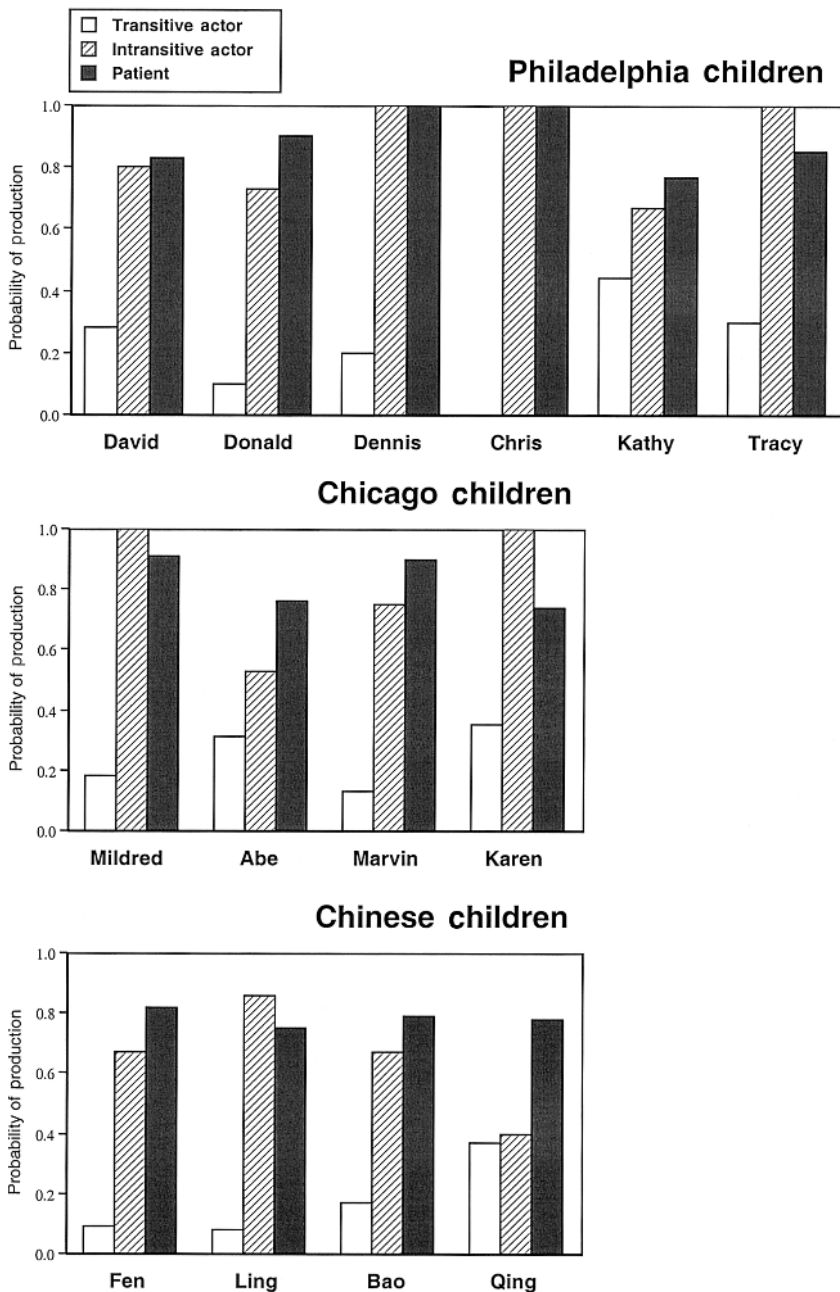 Transitive actor
Intransitive actor
Patient
Philadelphia children
Probability of production
1.0
0.8
0.6
0.4
0.2
0.0
David Donald Dennis Chris Kathy Tracy
Chicago children
Probability of production
1.0
0.8
0.6
0.4
0.2
0.0
Mildred Abe Marvin Karen
Chinese children
Probability of production
1.0
0.8
0.6
0.4
0.2
0.0
Fen Ling Bao Qing